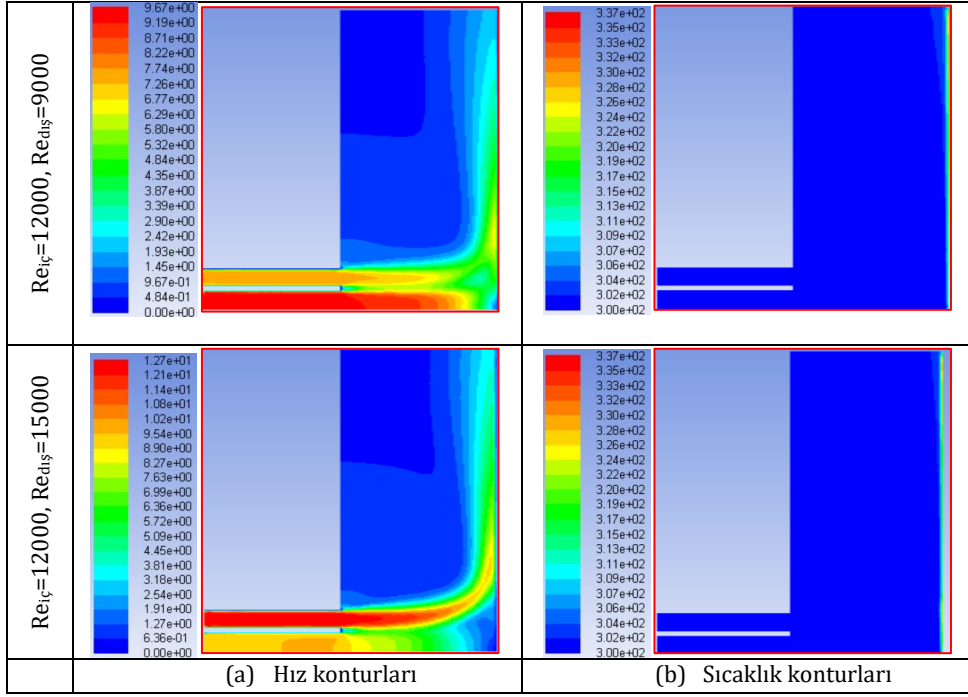 Reiç=12000, Redış=9000
9.67e+00
9.19e+00
8.71e+00
8.22e+00
7.74e+00
7.26e+00
6.77e+00
6.29e+00
5.80e+00
5.32e+00
4.84e+00
4.35e+00
3.87e+00
3.39e+00
2.90e+00
2.42e+00
1.93e+00
1.45e+00
9.67e-01
4.84e-01
0.00e+00
3.37e+02
3.35e+02
3.33e+02
3.32e+02
3.30e+02
3.28e+02
3.26e+02
3.24e+02
3.22e+02
3.20e+02
3.19e+02
3.17e+02
3.15e+02
3.13e+02
3.11e+02
3.09e+02
3.07e+02
3.06e+02
3.04e+02
3.02e+02
3.00e+02
Reiç=12000, Redış=15000
1.27e+01
1.21e+01
1.14e+01
1.08e+01
1.02e+01
9.54e+00
8.90e+00
8.27e+00
7.63e+00
6.99e+00
6.36e+00
5.72e+00
5.09e+00
4.45e+00
3.81e+00
3.18e+00
2.54e+00
1.91e+00
1.27e+00
6.36e-01
0.00e+00
3.37e+02
3.35e+02
3.33e+02
3.32e+02
3.30e+02
3.28e+02
3.26e+02
3.24e+02
3.22e+02
3.20e+02
3.19e+02
3.17e+02
3.15e+02
3.13e+02
3.11e+02
3.09e+02
3.07e+02
3.06e+02
3.04e+02
3.02e+02
3.00e+02
(a) Hız konturları
(b) Sıcaklık konturları